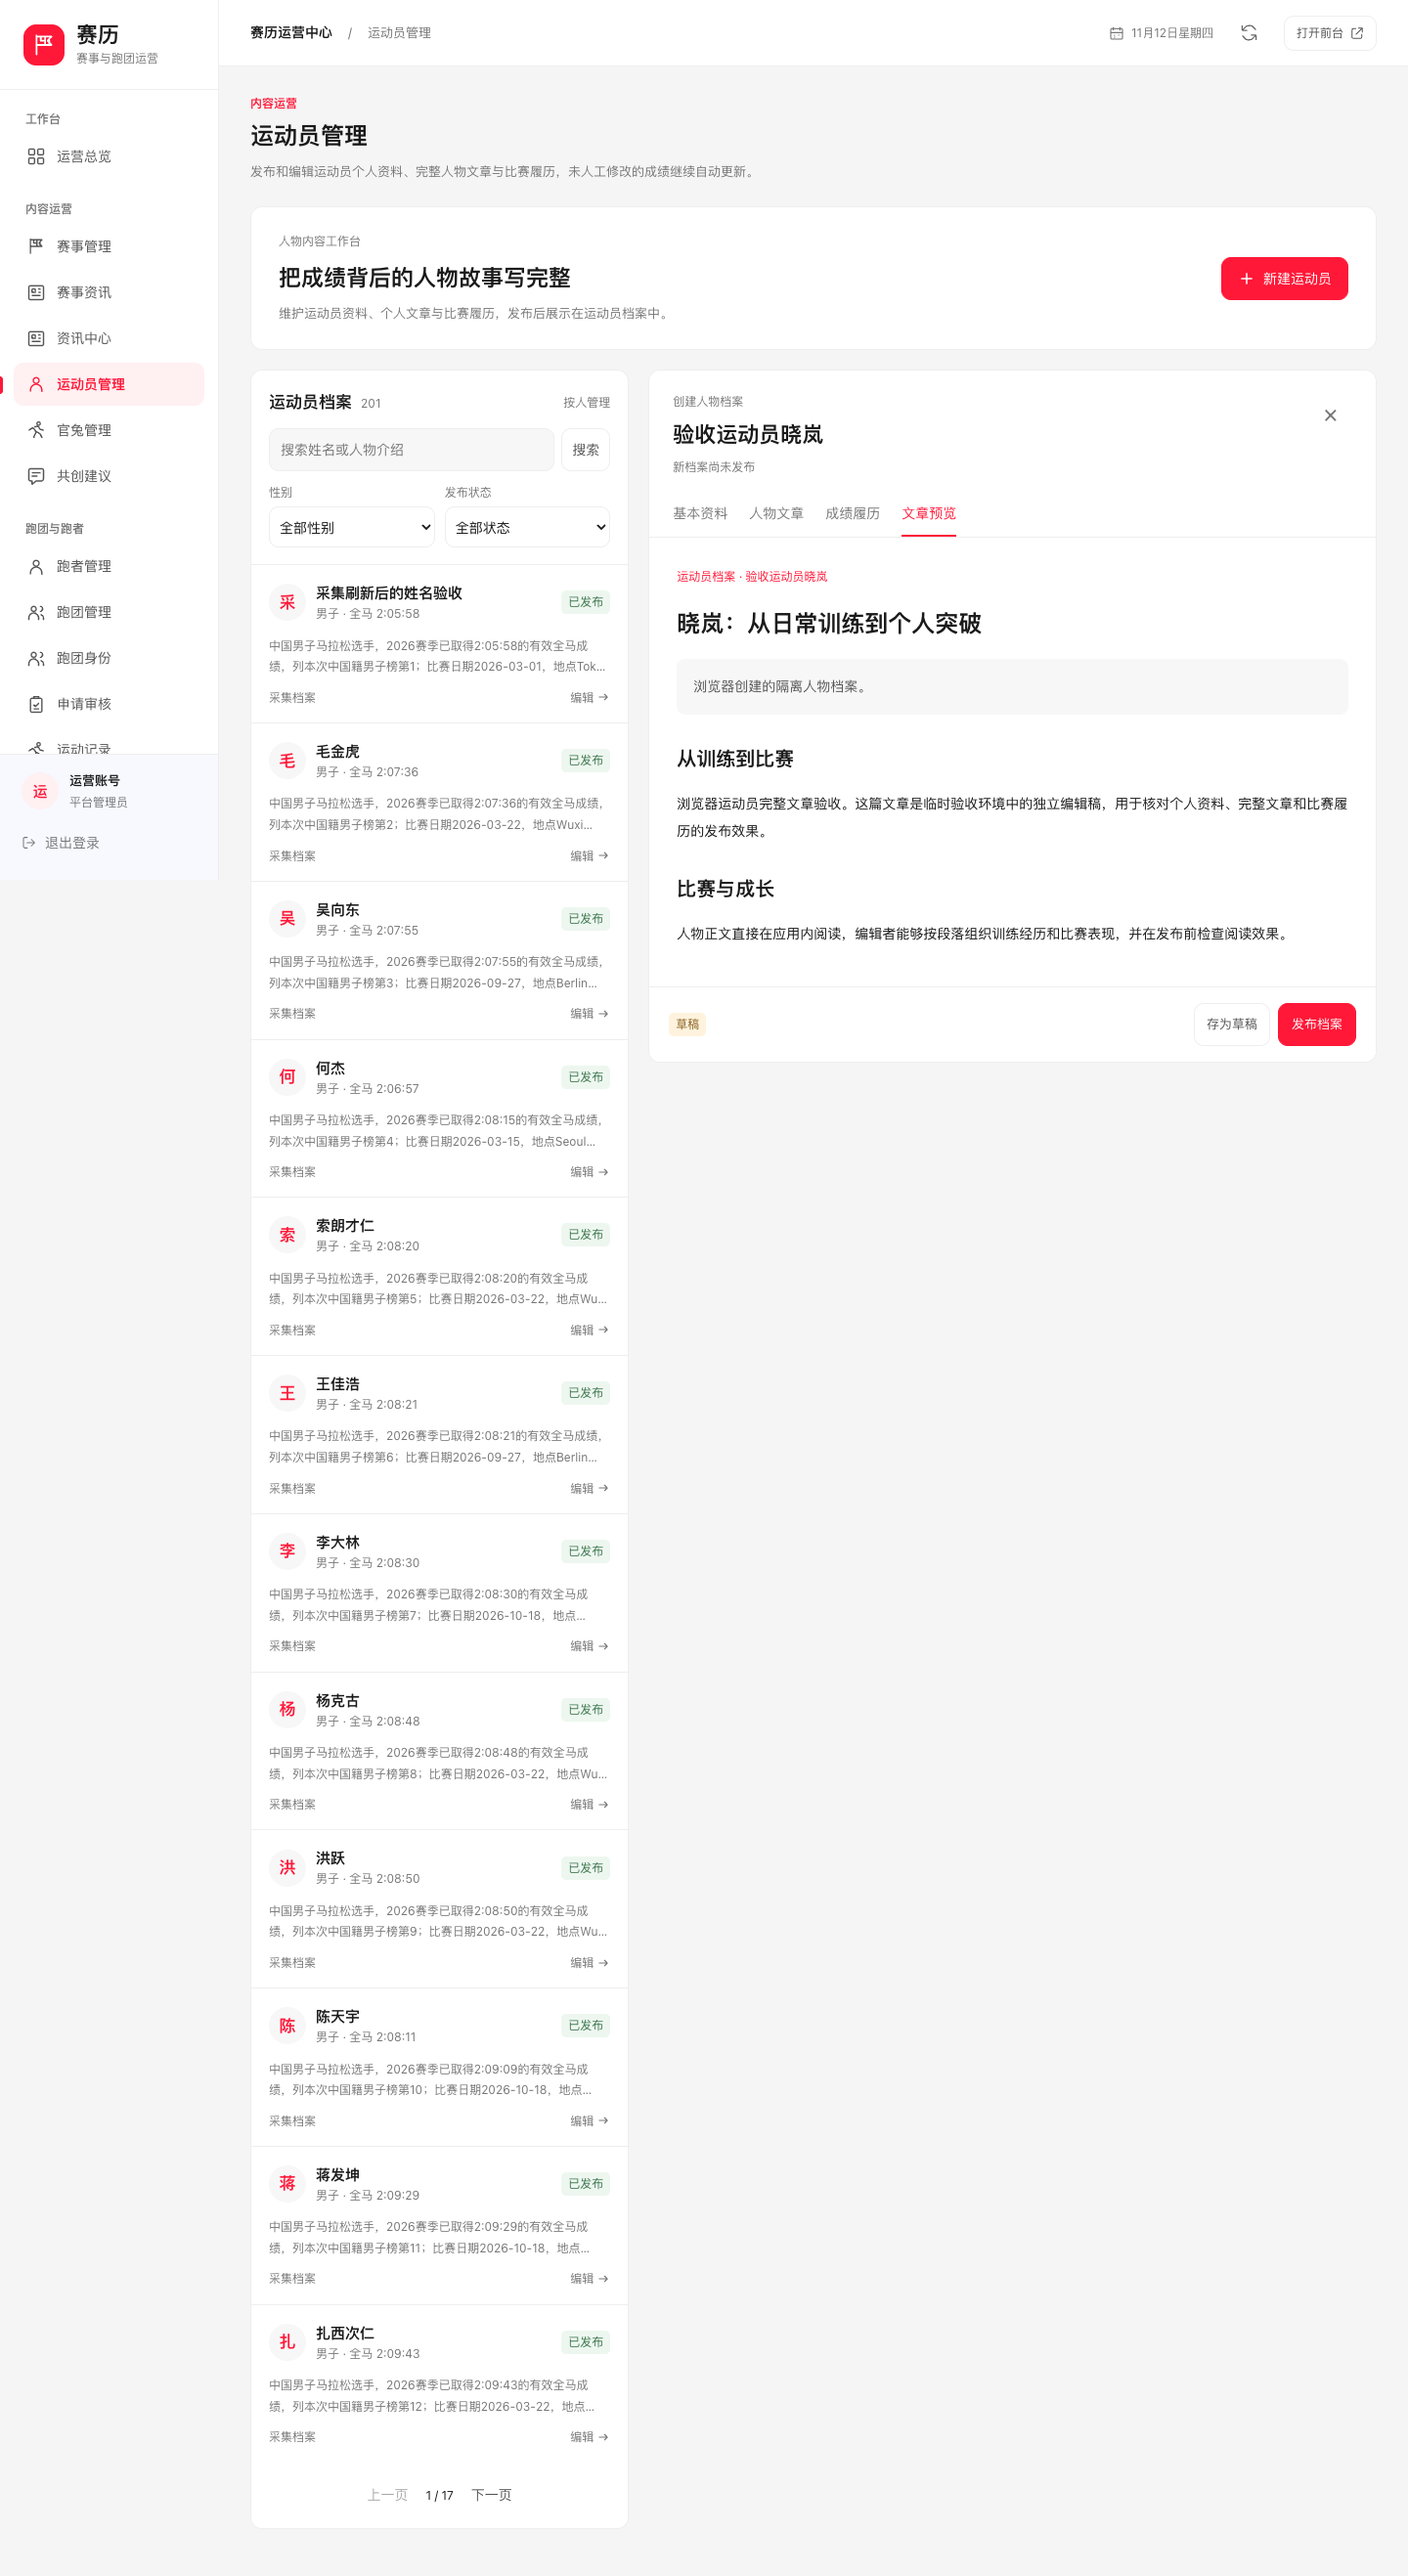 赛历
赛事与跑团运营
工作台
运营总览
内容运营
赛事管理
赛事资讯
资讯中心
运动员管理
官兔管理
共创建议
跑团与跑者
跑者管理
跑团管理
跑团身份
申请审核
运动记录
运
运营账号
平台管理员
退出登录
赛历运营中心 / 运动员管理
11月12日星期四
打开前台
内容运营
运动员管理
发布和编辑运动员个人资料、完整人物文章与比赛履历，未人工修改的成绩继续自动更新。
人物内容工作台
把成绩背后的人物故事写完整
维护运动员资料、个人文章与比赛履历，发布后展示在运动员档案中。
新建运动员
运动员档案 201
按人管理
搜索姓名或人物介绍
搜索
性别
发布状态
全部性别
全部状态
采
采集刷新后的姓名验收
男子 · 全马 2:05:58
已发布
中国男子马拉松选手，2026赛季已取得2:05:58的有效全马成
绩，列本次中国籍男子榜第1；比赛日期2026-03-01，地点Tok...
采集档案
编辑 →
毛
毛金虎
男子 · 全马 2:07:36
已发布
中国男子马拉松选手，2026赛季已取得2:07:36的有效全马成绩，
列本次中国籍男子榜第2；比赛日期2026-03-22，地点Wuxi...
采集档案
编辑 →
吴
吴向东
男子 · 全马 2:07:55
已发布
中国男子马拉松选手，2026赛季已取得2:07:55的有效全马成绩，
列本次中国籍男子榜第3；比赛日期2026-09-27，地点Berlin...
采集档案
编辑 →
何
何杰
男子 · 全马 2:06:57
已发布
中国男子马拉松选手，2026赛季已取得2:08:15的有效全马成绩，
列本次中国籍男子榜第4；比赛日期2026-03-15，地点Seoul...
采集档案
编辑 →
索
索朗才仁
男子 · 全马 2:08:20
已发布
中国男子马拉松选手，2026赛季已取得2:08:20的有效全马成
绩，列本次中国籍男子榜第5；比赛日期2026-03-22，地点Wu...
采集档案
编辑 →
王
王佳浩
男子 · 全马 2:08:21
已发布
中国男子马拉松选手，2026赛季已取得2:08:21的有效全马成绩，
列本次中国籍男子榜第6；比赛日期2026-09-27，地点Berlin...
采集档案
编辑 →
李
李大林
男子 · 全马 2:08:30
已发布
中国男子马拉松选手，2026赛季已取得2:08:30的有效全马成
绩，列本次中国籍男子榜第7；比赛日期2026-10-18，地点...
采集档案
编辑 →
杨
杨克古
男子 · 全马 2:08:48
已发布
中国男子马拉松选手，2026赛季已取得2:08:48的有效全马成
绩，列本次中国籍男子榜第8；比赛日期2026-03-22，地点Wu...
采集档案
编辑 →
洪
洪跃
男子 · 全马 2:08:50
已发布
中国男子马拉松选手，2026赛季已取得2:08:50的有效全马成
绩，列本次中国籍男子榜第9；比赛日期2026-03-22，地点Wu...
采集档案
编辑 →
陈
陈天宇
男子 · 全马 2:08:11
已发布
中国男子马拉松选手，2026赛季已取得2:09:09的有效全马成
绩，列本次中国籍男子榜第10；比赛日期2026-10-18，地点...
采集档案
编辑 →
蒋
蒋发坤
男子 · 全马 2:09:29
已发布
中国男子马拉松选手，2026赛季已取得2:09:29的有效全马成
绩，列本次中国籍男子榜第11；比赛日期2026-10-18，地点...
采集档案
编辑 →
扎
扎西次仁
男子 · 全马 2:09:43
已发布
中国男子马拉松选手，2026赛季已取得2:09:43的有效全马成
绩，列本次中国籍男子榜第12；比赛日期2026-03-22，地点...
采集档案
编辑 →
上一页 1 / 17 下一页
创建人物档案
验收运动员晓岚
新档案尚未发布
基本资料 人物文章 成绩履历 文章预览
运动员档案 · 验收运动员晓岚
晓岚：从日常训练到个人突破
浏览器创建的隔离人物档案。
从训练到比赛
浏览器运动员完整文章验收。这篇文章是临时验收环境中的独立编辑稿，用于核对个人资料、完整文章和比赛履
历的发布效果。
比赛与成长
人物正文直接在应用内阅读，编辑者能够按段落组织训练经历和比赛表现，并在发布前检查阅读效果。
草稿
存为草稿
发布档案